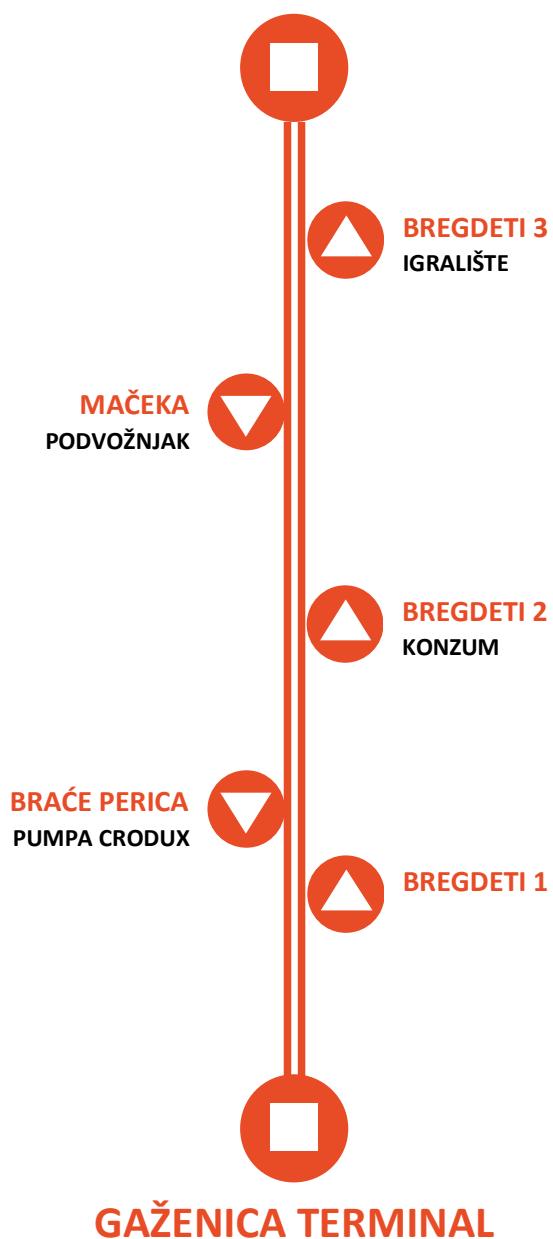 BREGDETI 3
IGRALIŠTE
MAČEKA
PODVOŽNJAK
BREGDETI 2
KONZUM
BRAĆE PERICA
PUMPA CRODUX
BREGDETI 1
GAŽENICA TERMINAL